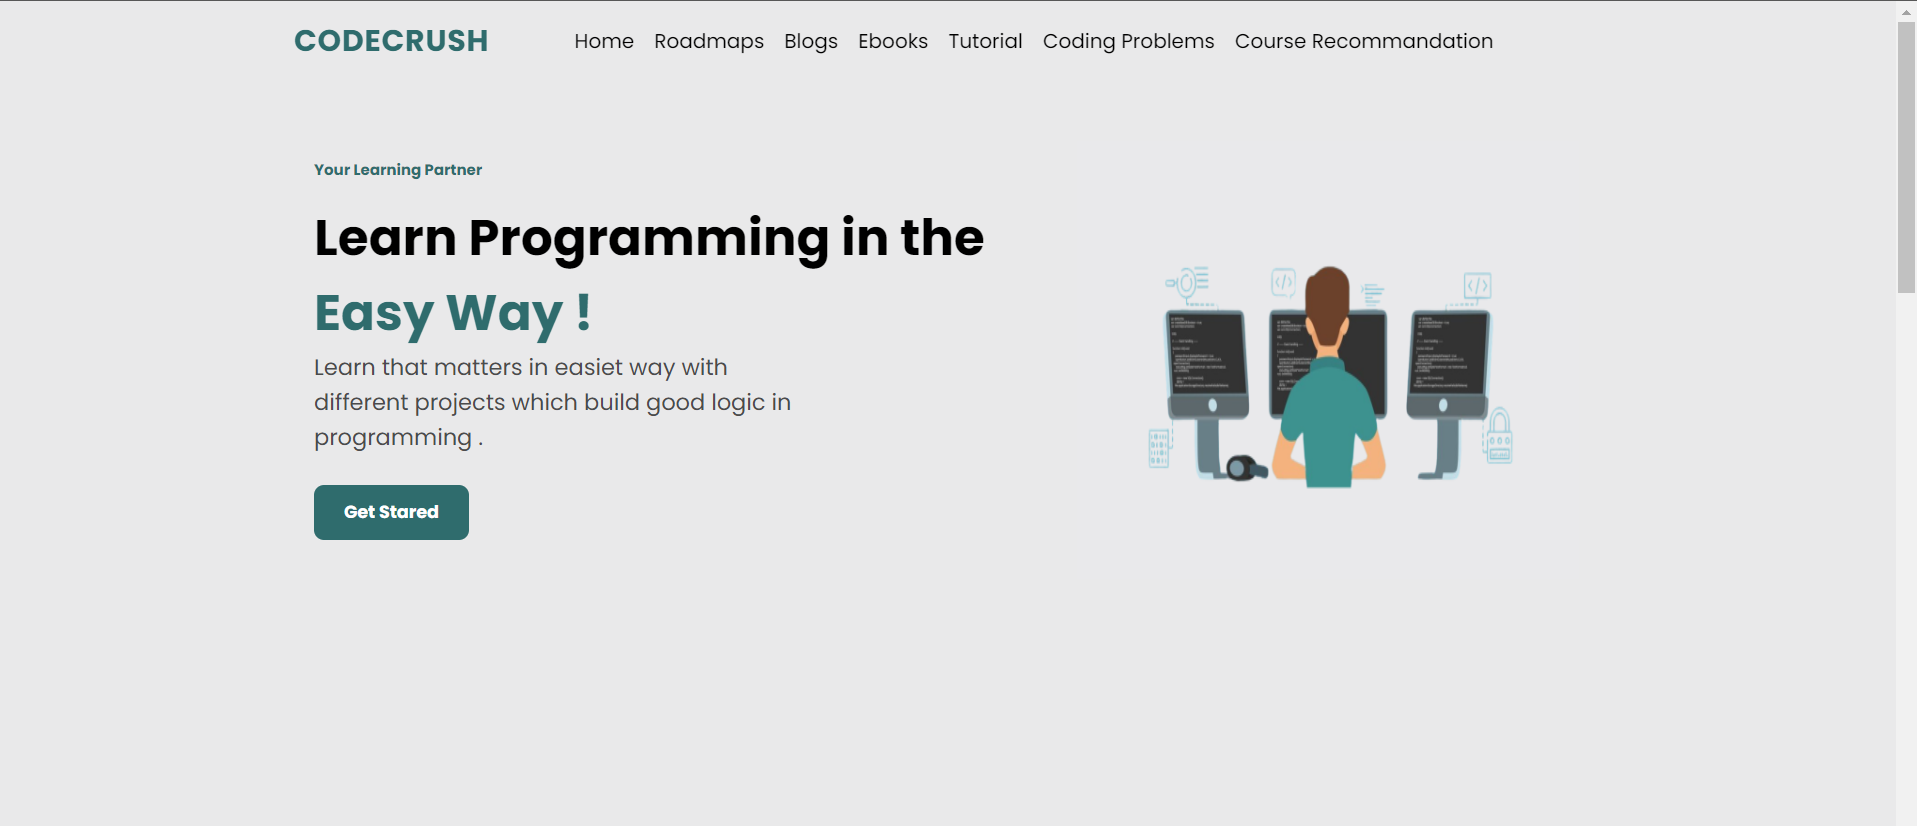 CODECRUSH Home Roadmaps Blogs Ebooks Tutorial Coding Problems Course Recommandation
Your Learning Partner
Learn Programming in the
Easy Way !
Learn that matters in easiet way with
different projects which build good logic in
programming .
Get Stared